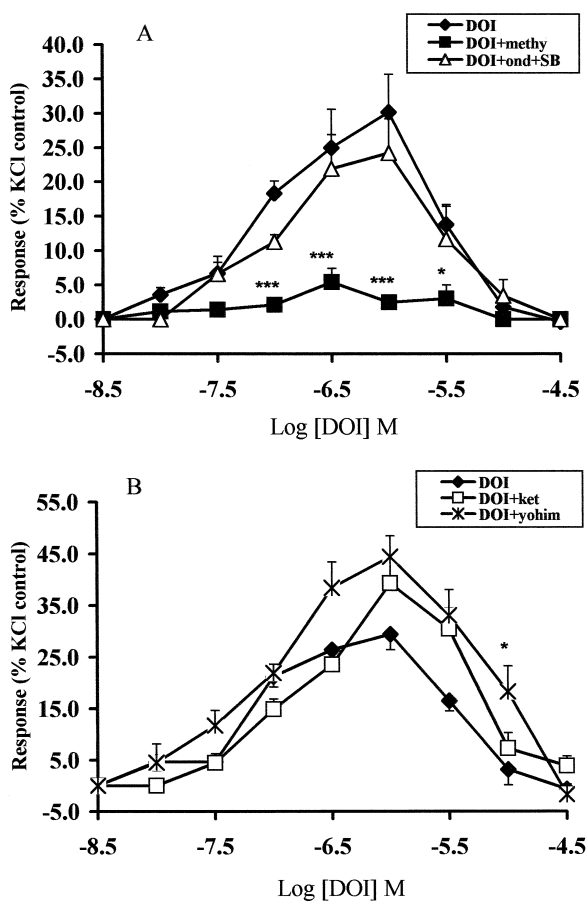 A
DOI
DOI+methy
DOI+ond+SB
Response (% KCl control)
40.0
35.0
30.0
25.0
20.0
15.0
10.0
5.0
0.0
-5.0
***
***
***
*
-8.5 -7.5 -6.5 -5.5 -4.5
Log [DOI] M
B
DOI
DOI+ket
DOI+yohim
Response (% KCl control)
55.0
45.0
35.0
25.0
15.0
5.0
-5.0
*
-8.5 -7.5 -6.5 -5.5 -4.5
Log [DOI] M